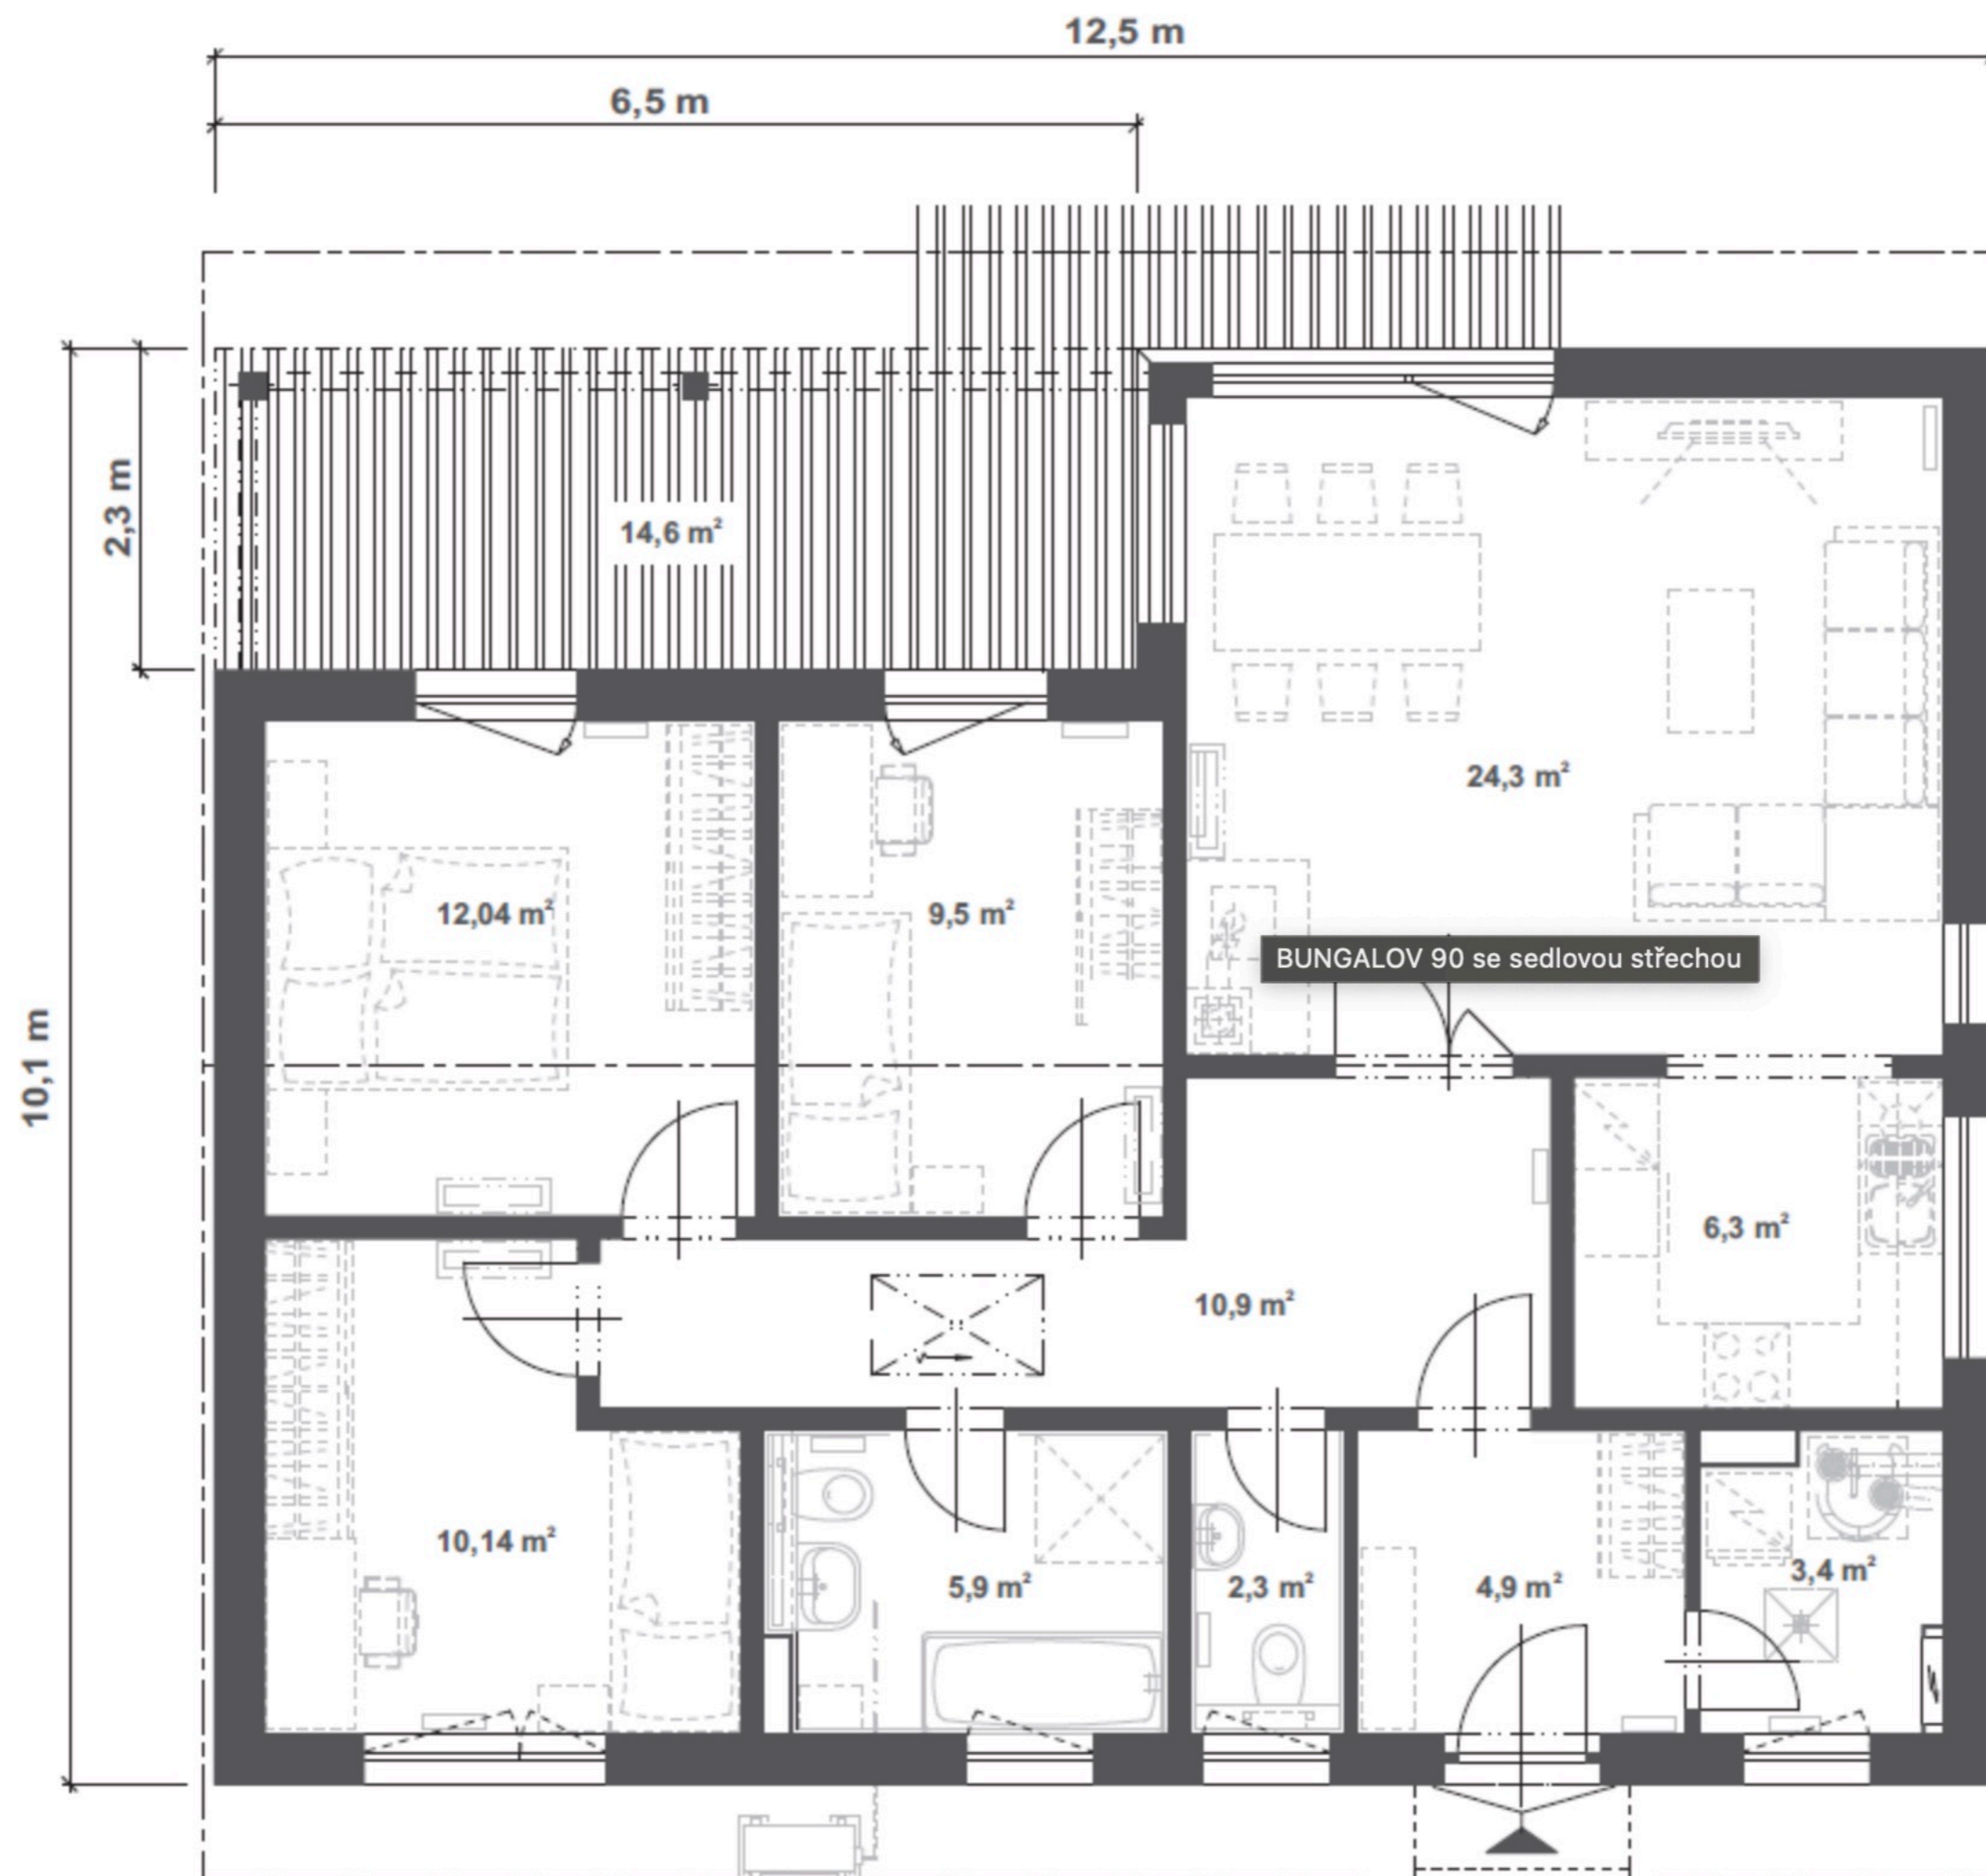 12,5 m
6,5 m
2,3 m
14,6 m²
24,3 m²
12,04 m²
9,5 m²
BUNGALOV 90 se sedlovou střechou
10,1 m
6,3 m²
10,9 m²
10,14 m²
5,9 m²
2,3 m²
4,9 m²
3,4 m²